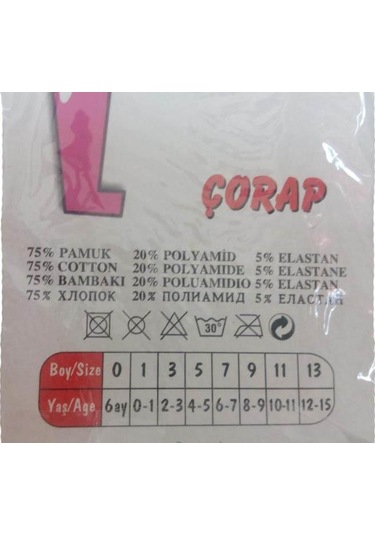 ÇORAP
75% PAMUK 20% POLYAMİD 5% ELASTAN
75% COTTON 20% POLYAMIDE 5% ELASTANE
75% BAMBAKI 20% POLUAMIDIO 5% ELASTAN
75% ХЛОПОК 20% ПОЛИАМИД 5% ЕЛАСТАН
30°
Boy/Size 0 1 3 5 7 9 11 13
Yaş/Age 6ay 0-1 2-3 4-5 6-7 8-9 10-11 12-15